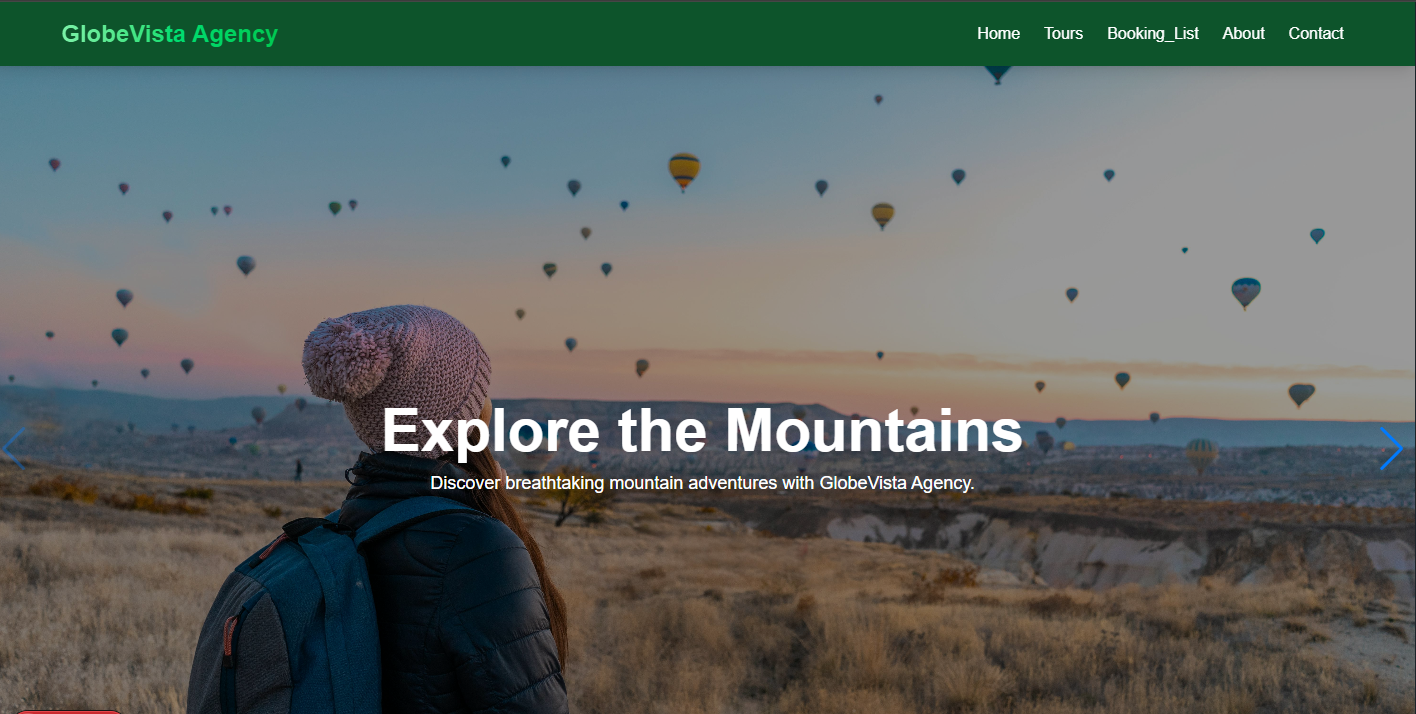 GlobeVista Agency
Home Tours Booking_List About Contact
Explore the Mountains
Discover breathtaking mountain adventures with GlobeVista Agency.